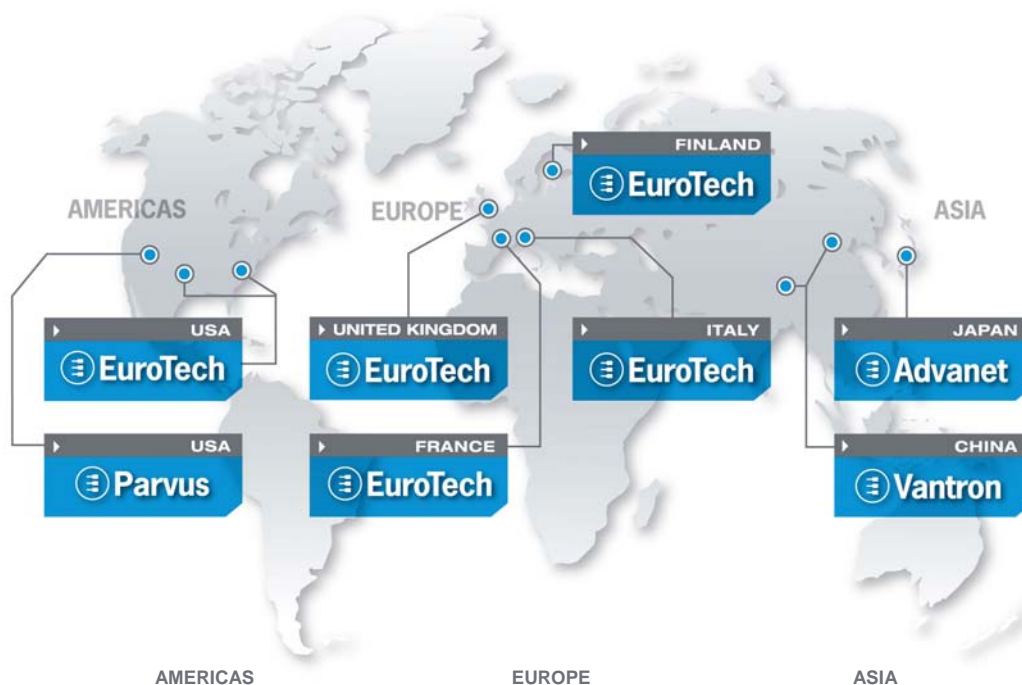 FINLAND
EuroTech
AMERICAS
EUROPE
ASIA
USA
EuroTech
UNITED KINGDOM
EuroTech
ITALY
EuroTech
JAPAN
Advanet
USA
Parvus
FRANCE
EuroTech
CHINA
Vantron
AMERICAS
EUROPE
ASIA